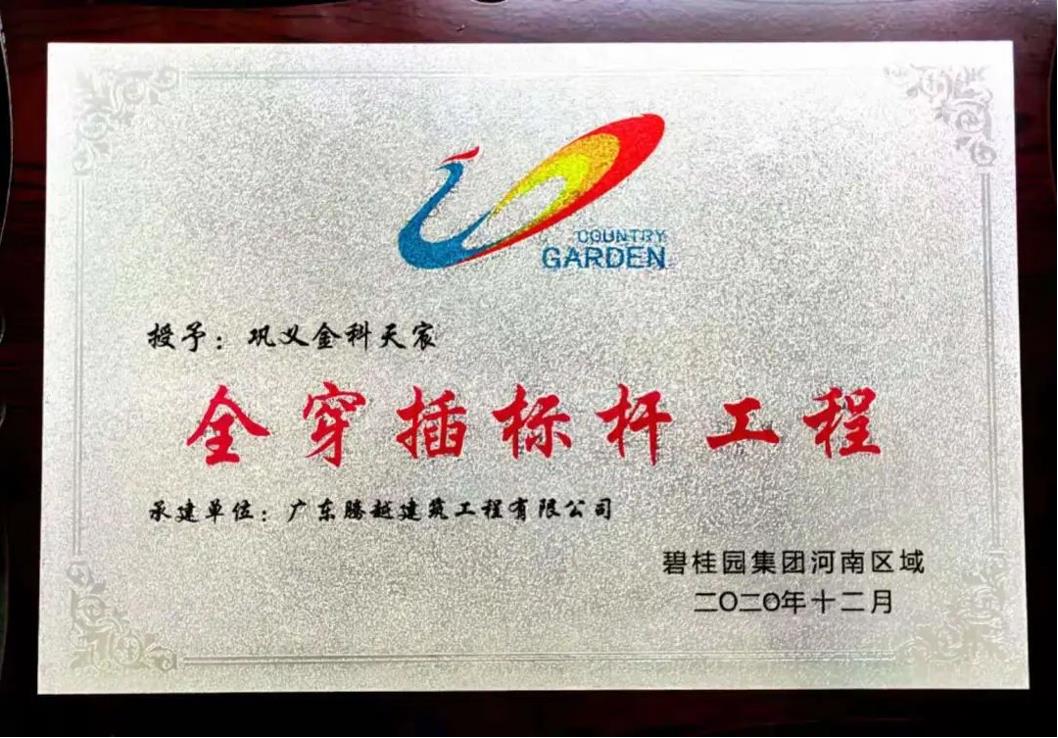 COUNTRY
GARDEN
授予：巩义金科天宸
全穿插标杆工程
承建单位：广东腾越建筑工程有限公司
碧桂园集团河南区域
二〇二〇年十二月